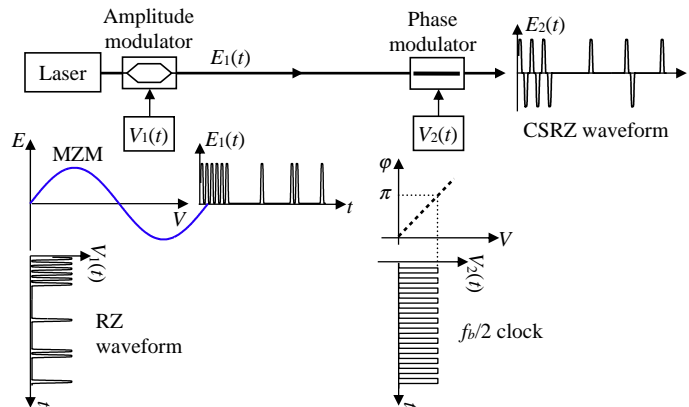 Amplitude
modulator
Phase
modulator
E₂(t)
Laser
E₁(t)
V₁(t)
V₂(t)
CSRZ waveform
E
MZM
V
E₁(t)
t
φ
π
V
V₁(t)
V₂(t)
RZ
waveform
f_b/2 clock
t
t
t